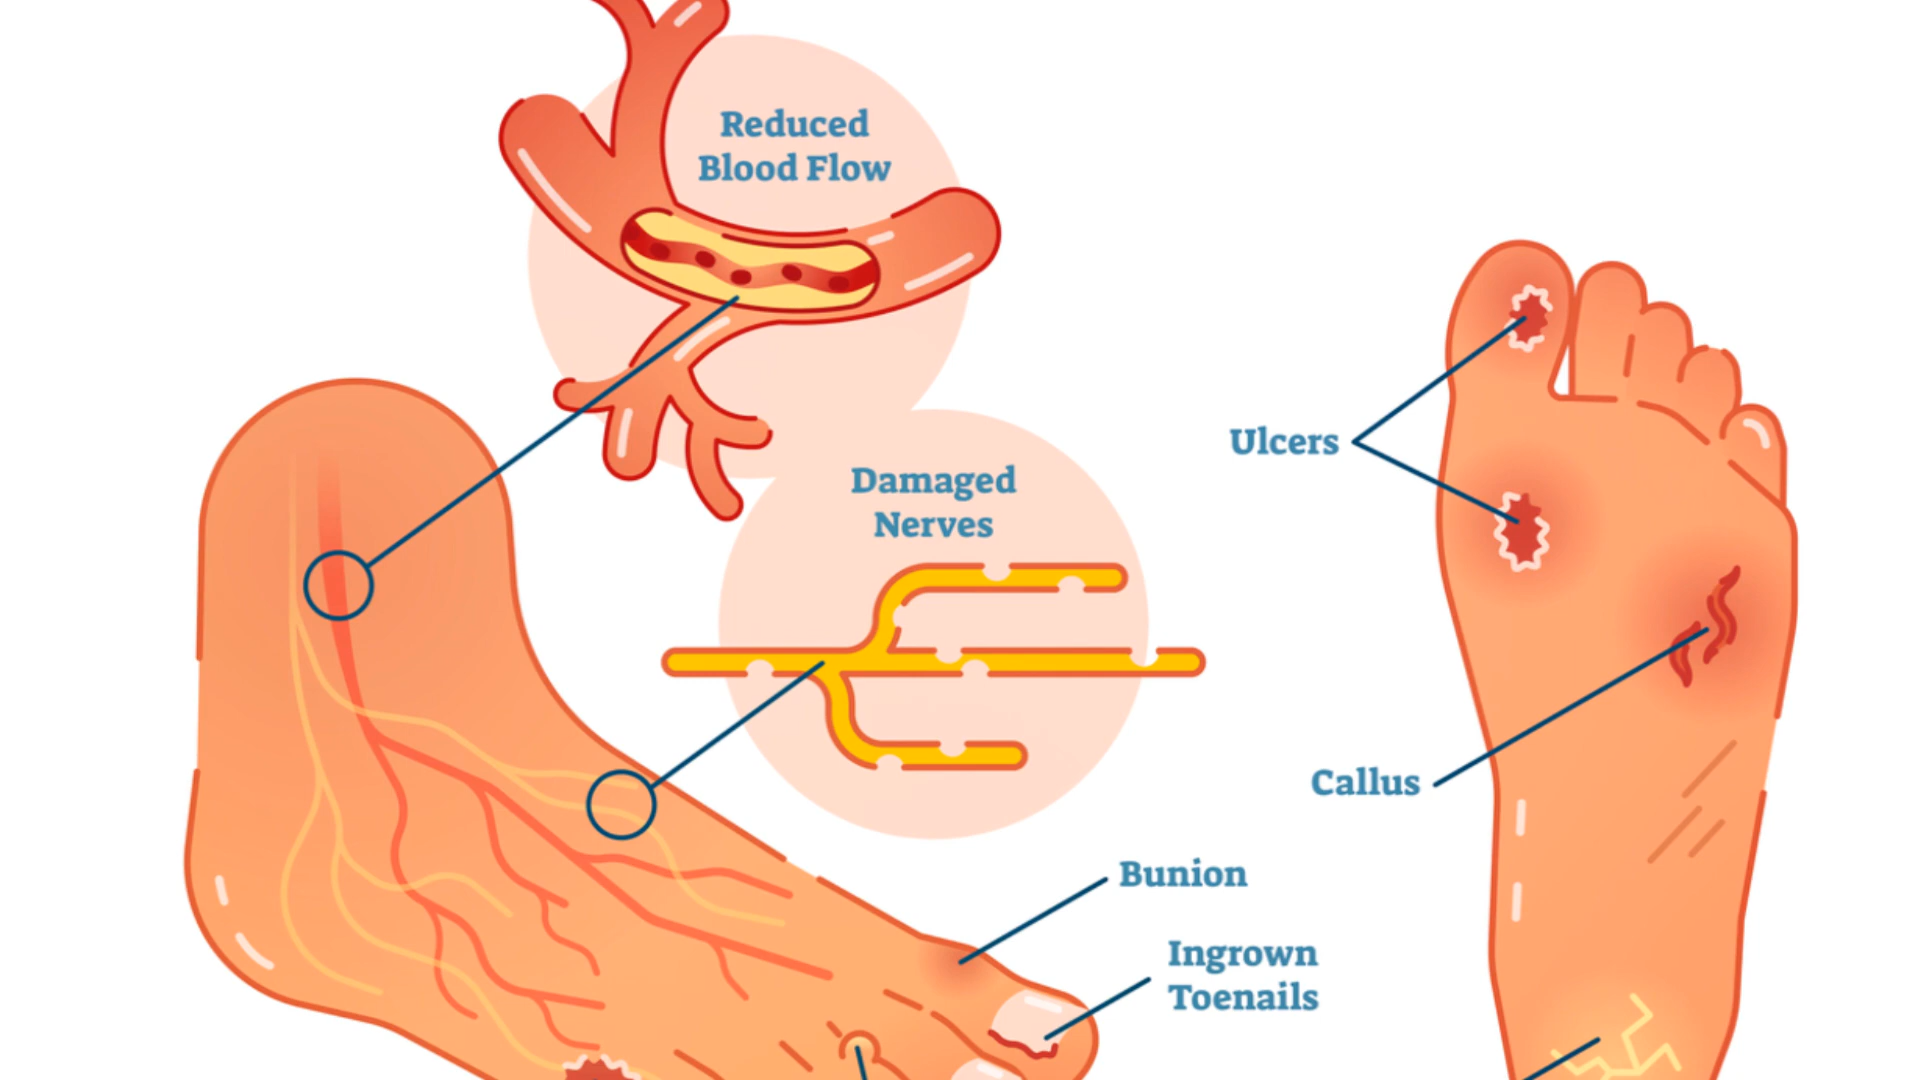 Reduced
Blood Flow
Damaged
Nerves
Ulcers
Callus
Bunion
Ingrown
Toenails